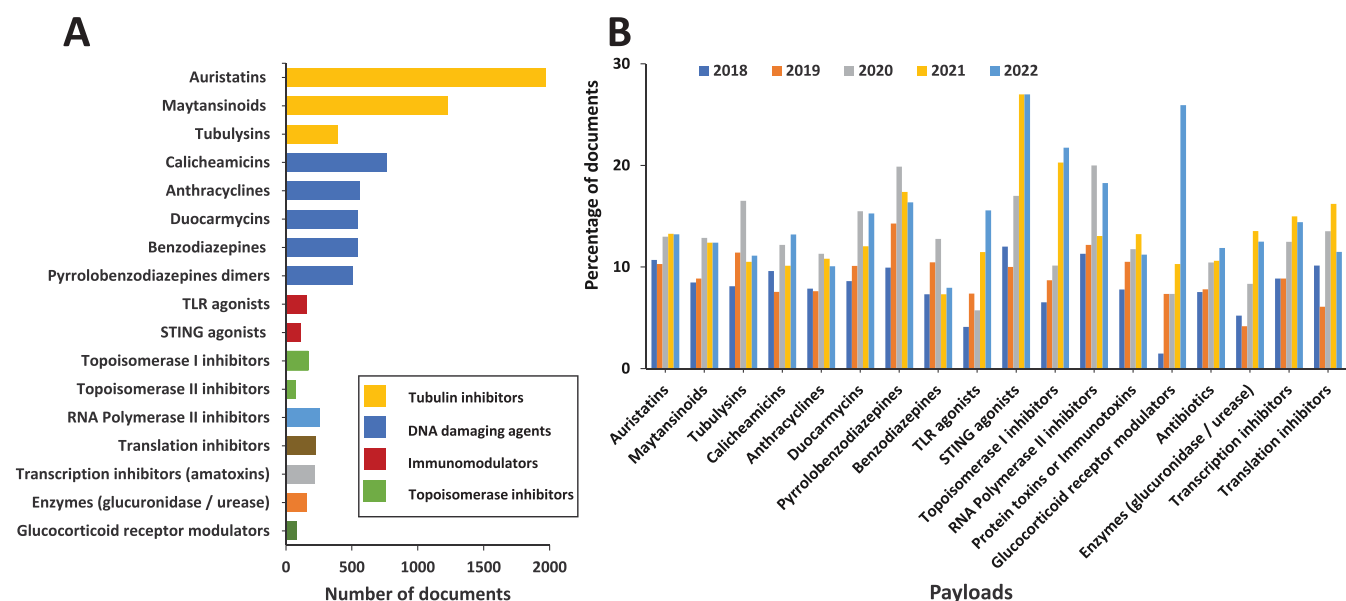 A
Auristatins
Maytansinoids
Tubulysins
Calicheamicins
Anthracyclines
Duocarmycins
Benzodiazepines
Pyrrolobenzodiazepines dimers
TLR agonists
STING agonists
Topoisomerase I inhibitors
Topoisomerase II inhibitors
RNA Polymerase II inhibitors
Translation inhibitors
Transcription inhibitors (amatoxins)
Enzymes (glucuronidase / urease)
Glucocorticoid receptor modulators
0 500 1000 1500 2000
Number of documents
Tubulin inhibitors
DNA damaging agents
Immunomodulators
Topoisomerase inhibitors
B
2018 2019 2020 2021 2022
Percentage of documents
30
20
10
0
Auristatins
Maytansinoids
Tubulysins
Calicheamicins
Anthracyclines
Duocarmycins
Pyrrolobenzodiazepines
Benzodiazepines
TLR agonists
STING agonists
Topoisomerase I inhibitors
RNA Polymerase II inhibitors
Protein toxins or Immunotoxins
Glucocorticoid receptor modulators
Antibiotics
Enzymes (glucuronidase / urease)
Transcription inhibitors
Translation inhibitors
Payloads